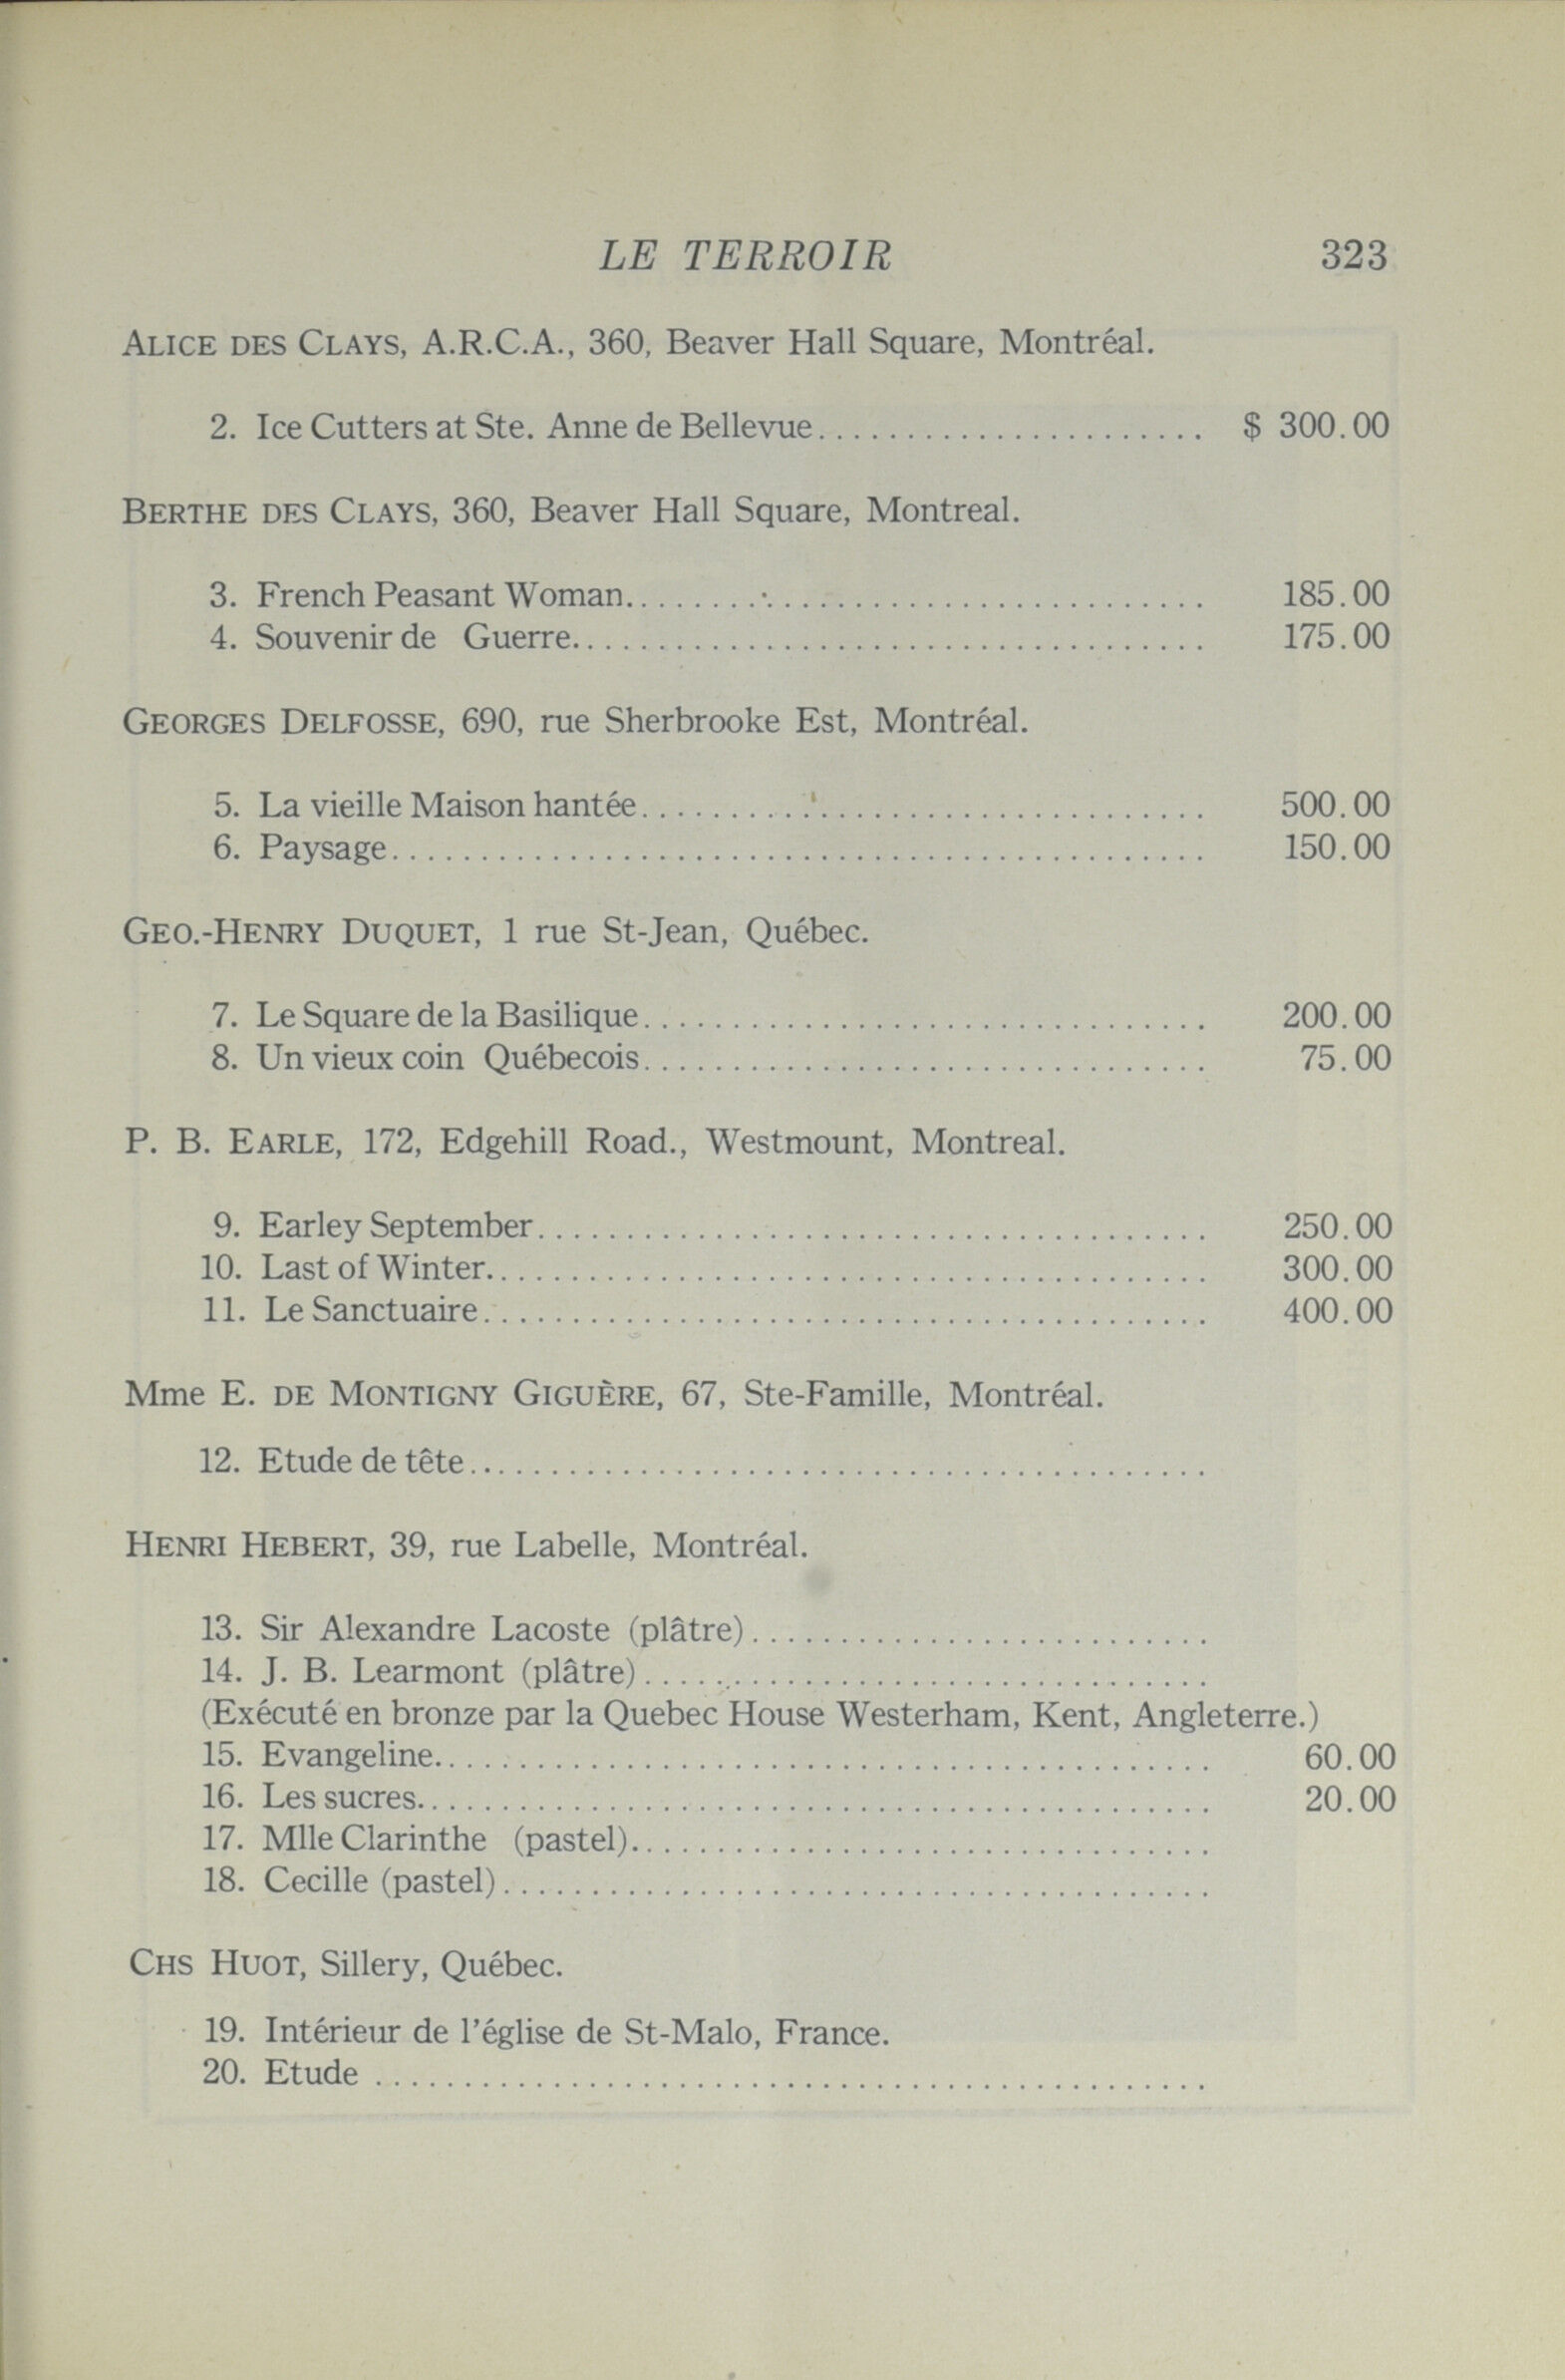 LE TERROIR 323
ALICE DES CLAYS, A.R.C.A., 360, Beaver Hall Square, Montréal.
2. Ice Cutters at Ste. Anne de Bellevue........................ $ 300.00
BERTHE DES CLAYS, 360, Beaver Hall Square, Montreal.
3. French Peasant Woman................................... 185.00
4. Souvenir de Guerre...................................... 175.00
GEORGES DELFOSSE, 690, rue Sherbrooke Est, Montréal.
5. La vieille Maison hantée.................................. 500.00
6. Paysage................................................ 150.00
GEO.-HENRY DUQUET, 1 rue St-Jean, Québec.
7. Le Square de la Basilique.................................. 200.00
8. Un vieux coin Québecois.................................. 75.00
P. B. EARLE, 172, Edgehill Road., Westmount, Montreal.
9. Earley September........................................ 250.00
10. Last of Winter.......................................... 300.00
11. Le Sanctuaire........................................... 400.00
Mme E. DE MONTIGNY GIGUÈRE, 67, Ste-Famille, Montréal.
12. Etude de tête...........................................
HENRI HEBERT, 39, rue Labelle, Montréal.
13. Sir Alexandre Lacoste (plâtre)...........................
14. J. B. Learmont (plâtre).................................
(Exécuté en bronze par la Quebec House Westerham, Kent, Angleterre.)
15. Evangeline............................................. 60.00
16. Les sucres.............................................. 20.00
17. Mlle Clarinthe (pastel)..................................
18. Cecille (pastel).........................................
CHS HUOT, Sillery, Québec.
19. Intérieur de l'église de St-Malo, France.
20. Etude ................................................